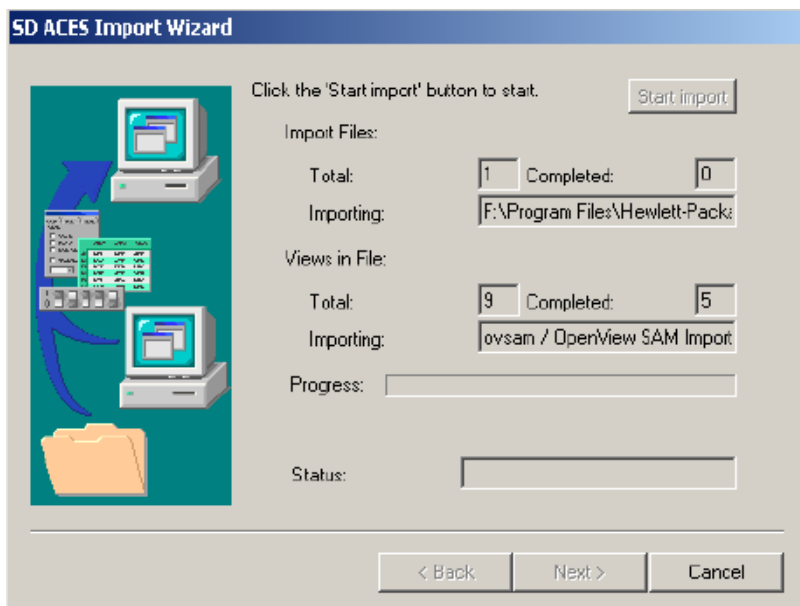 SD ACES Import Wizard
Click the 'Start import' button to start.
Start import
Import Files:
Total: 1 Completed: 0
Importing: F:\Program Files\Hewlett-Packa
Views in File:
Total: 9 Completed: 5
Importing: ovsam / OpenView SAM Import
Progress:
Status:
< Back Next > Cancel